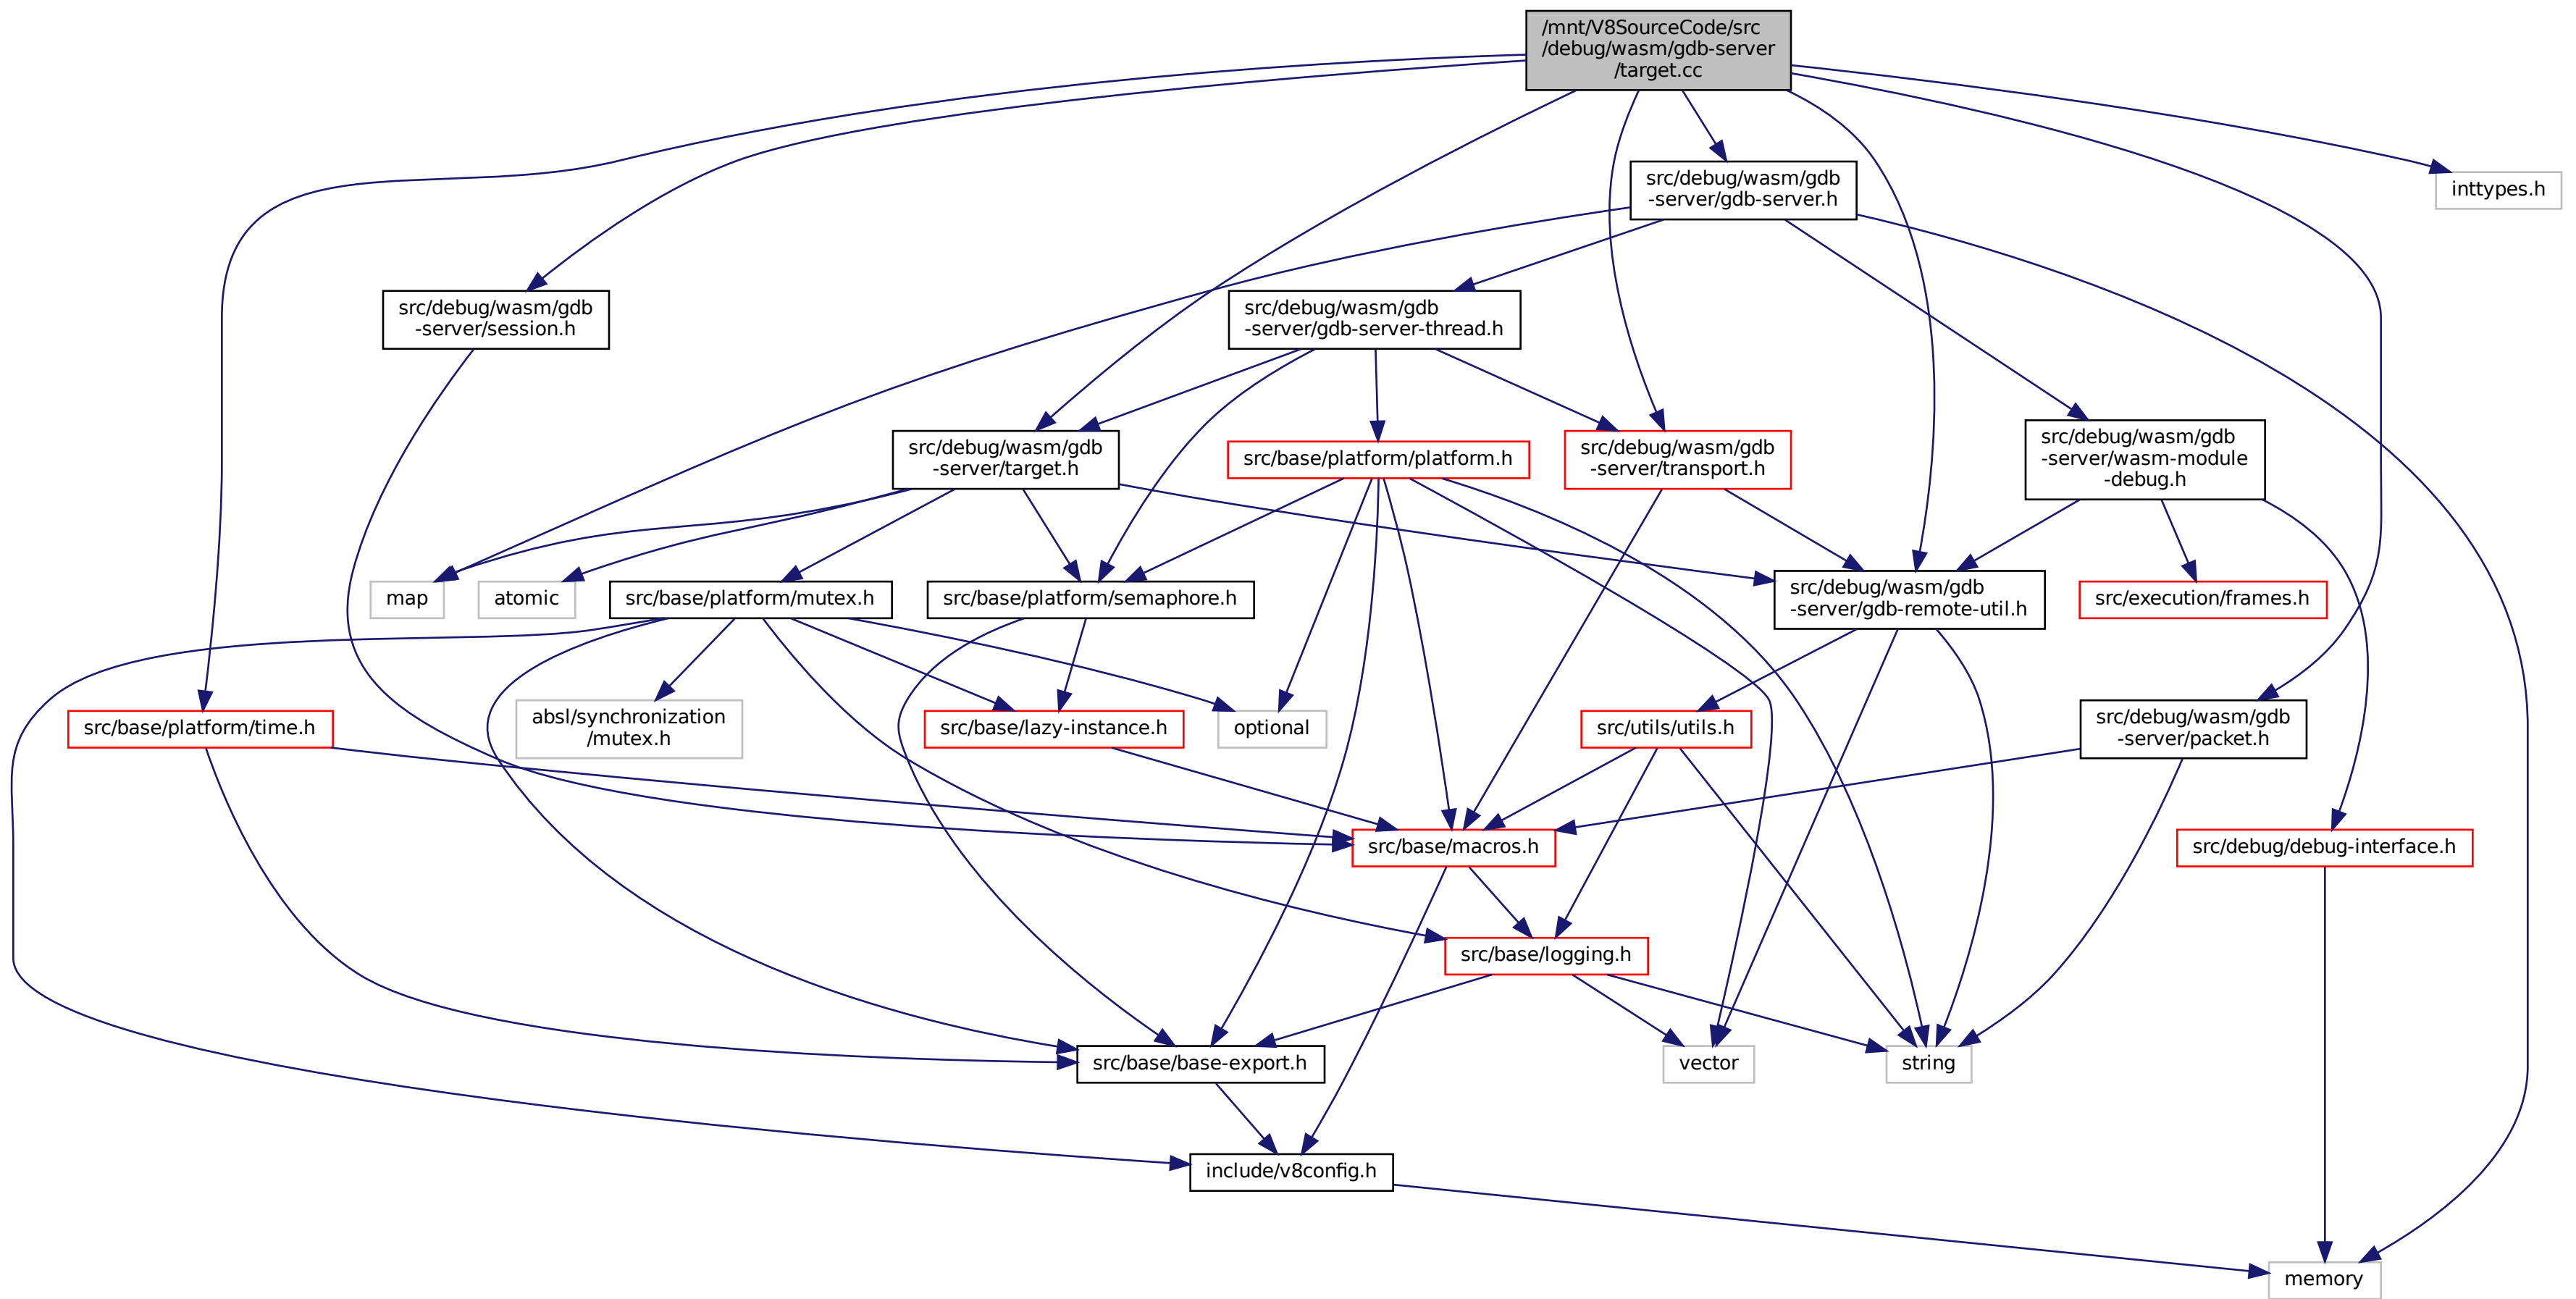 /mnt/V8SourceCode/src
/debug/wasm/gdb-server
/target.cc
src/debug/wasm/gdb
-server/gdb-server.h
inttypes.h
src/debug/wasm/gdb
-server/session.h
src/debug/wasm/gdb
-server/gdb-server-thread.h
src/debug/wasm/gdb
-server/target.h
src/base/platform/platform.h
src/debug/wasm/gdb
-server/transport.h
src/debug/wasm/gdb
-server/wasm-module
-debug.h
map
atomic
src/base/platform/mutex.h
src/base/platform/semaphore.h
src/debug/wasm/gdb
-server/gdb-remote-util.h
src/execution/frames.h
src/base/platform/time.h
absl/synchronization
/mutex.h
src/base/lazy-instance.h
optional
src/utils/utils.h
src/debug/wasm/gdb
-server/packet.h
src/base/macros.h
src/debug/debug-interface.h
src/base/logging.h
src/base/base-export.h
vector
string
include/v8config.h
memory